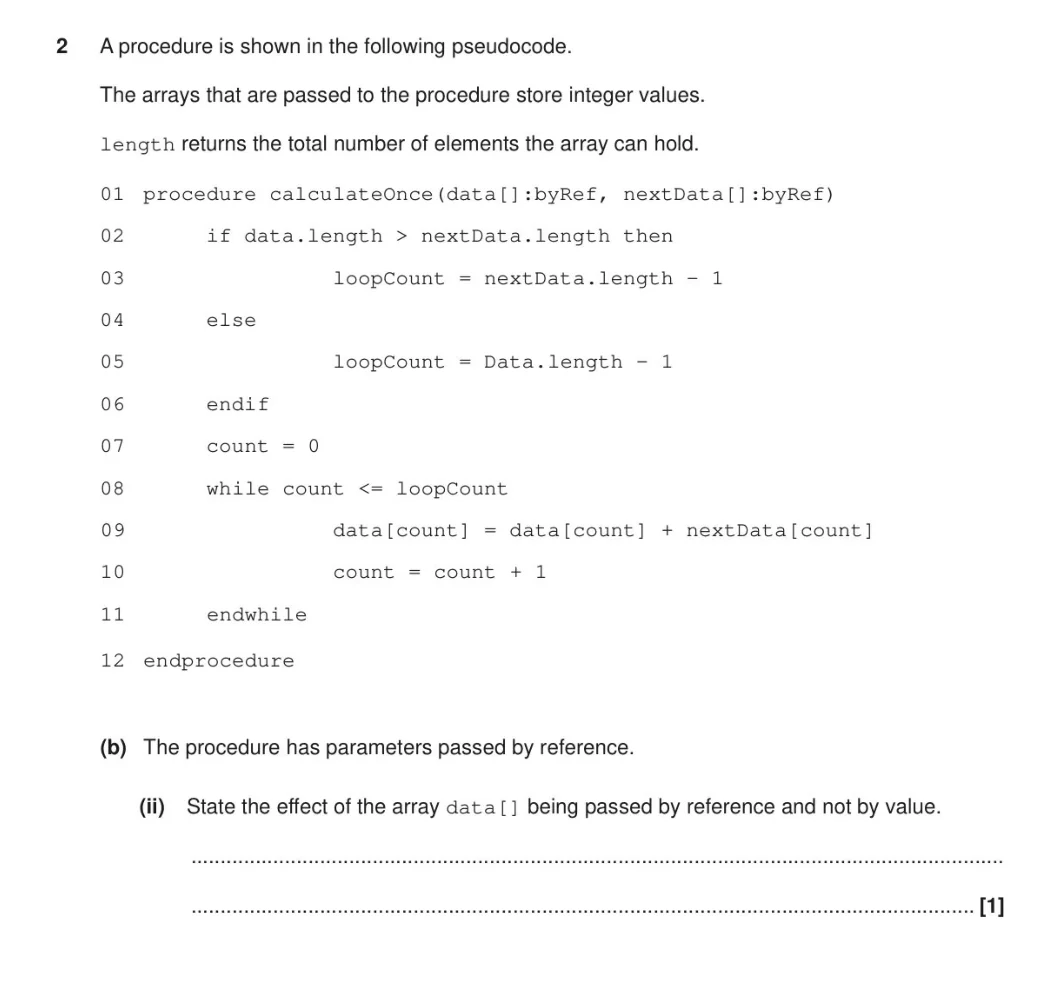 2 A procedure is shown in the following pseudocode.
The arrays that are passed to the procedure store integer values.
length returns the total number of elements the array can hold.
01 procedure calculateOnce(data[]:byRef, nextData[]:byRef)
02 if data.length > nextData.length then
03 loopCount = nextData.length - 1
04 else
05 loopCount = Data.length - 1
06 endif
07 count = 0
08 while count <= loopCount
09 data[count] = data[count] + nextData[count]
10 count = count + 1
11 endwhile
12 endprocedure
(b) The procedure has parameters passed by reference.
(ii) State the effect of the array data[] being passed by reference and not by value.
[1]